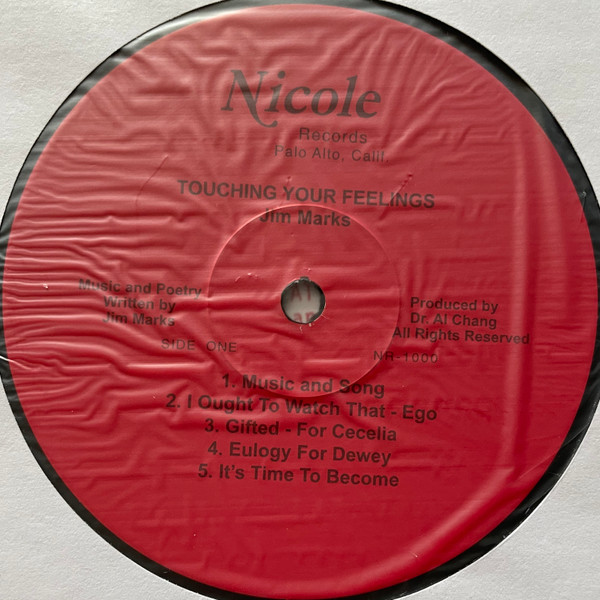 Nicole
Records
Palo Alto, Calif
TOUCHING YOUR FEELINGS
Jim Marks
Music and Poetry
Written by
Jim Marks
SIDE ONE
Produced by
Dr. Al Chang
All Rights Reserved
NR-1000
1. Music and Song
2. I Ought To Watch That - Ego
3. Gifted - For Cecelia
4. Eulogy For Dewey
5. It's Time To Become